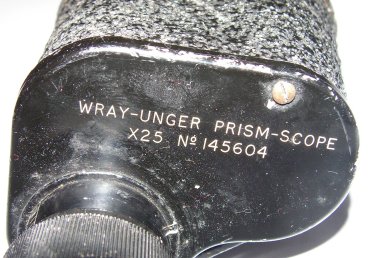 WRAY-UNGER PRISM-SCOPE
X25 Nº 145604